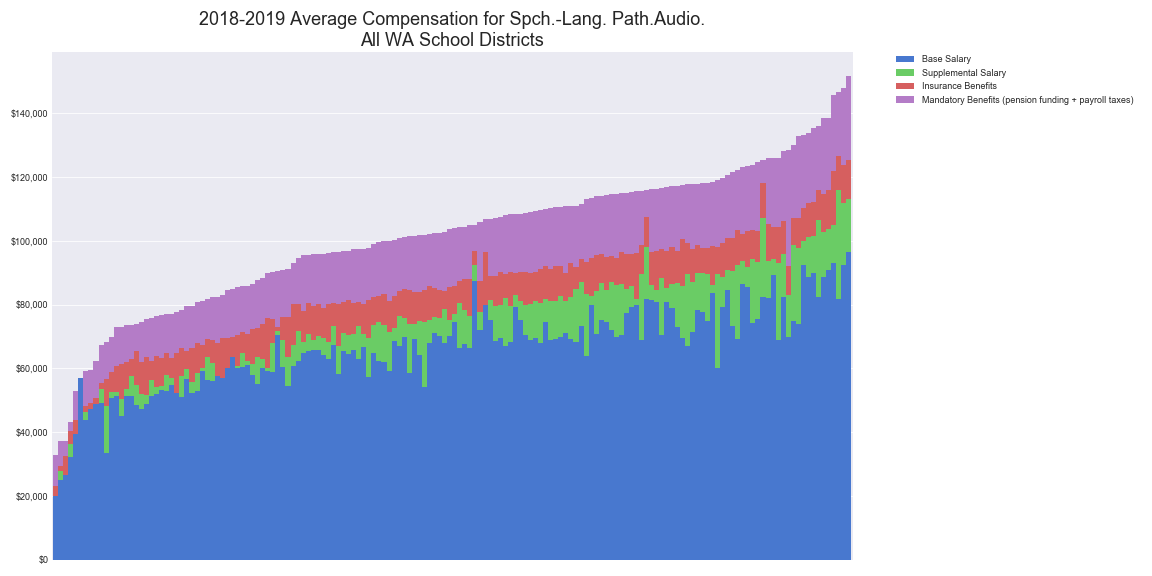 2018-2019 Average Compensation for Spch.-Lang. Path.Audio.
All WA School Districts
Base Salary
Supplemental Salary
Insurance Benefits
Mandatory Benefits (pension funding + payroll taxes)
$140,000
$120,000
$100,000
$80,000
$60,000
$40,000
$20,000
$0